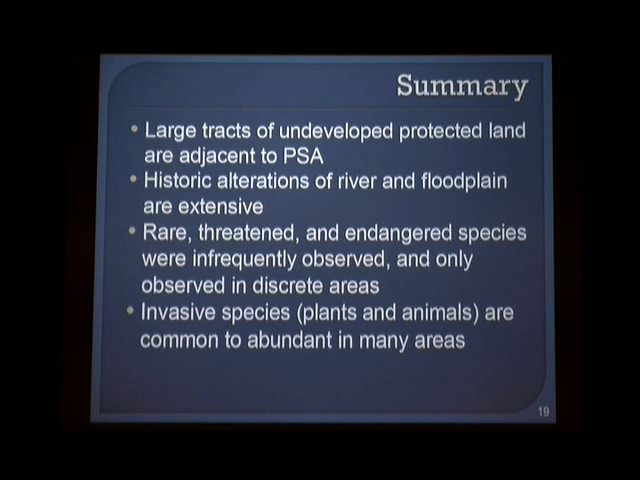 Summary
• Large tracts of undeveloped protected land
are adjacent to PSA
• Historic alterations of river and floodplain
are extensive
• Rare, threatened, and endangered species
were infrequently observed, and only
observed in discrete areas
• Invasive species (plants and animals) are
common to abundant in many areas
19